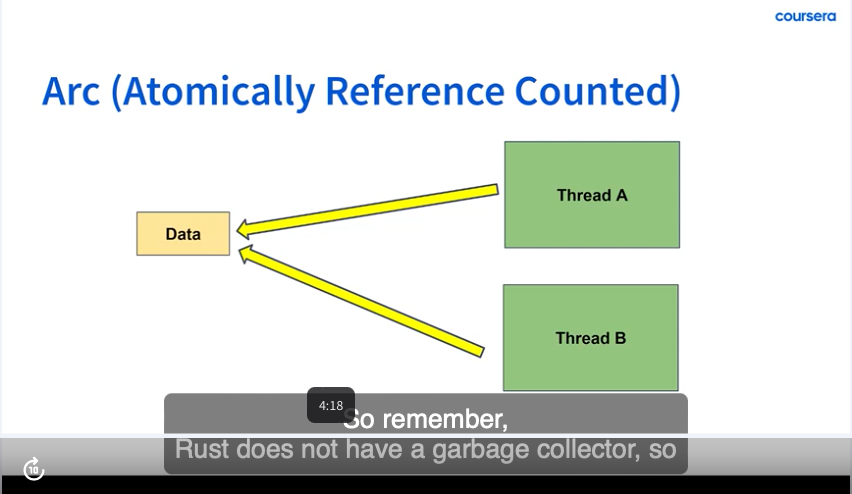 coursera
Arc (Atomically Reference Counted)
Thread A
Data
Thread B
4:18
So remember,
Rust does not have a garbage collector, so
10